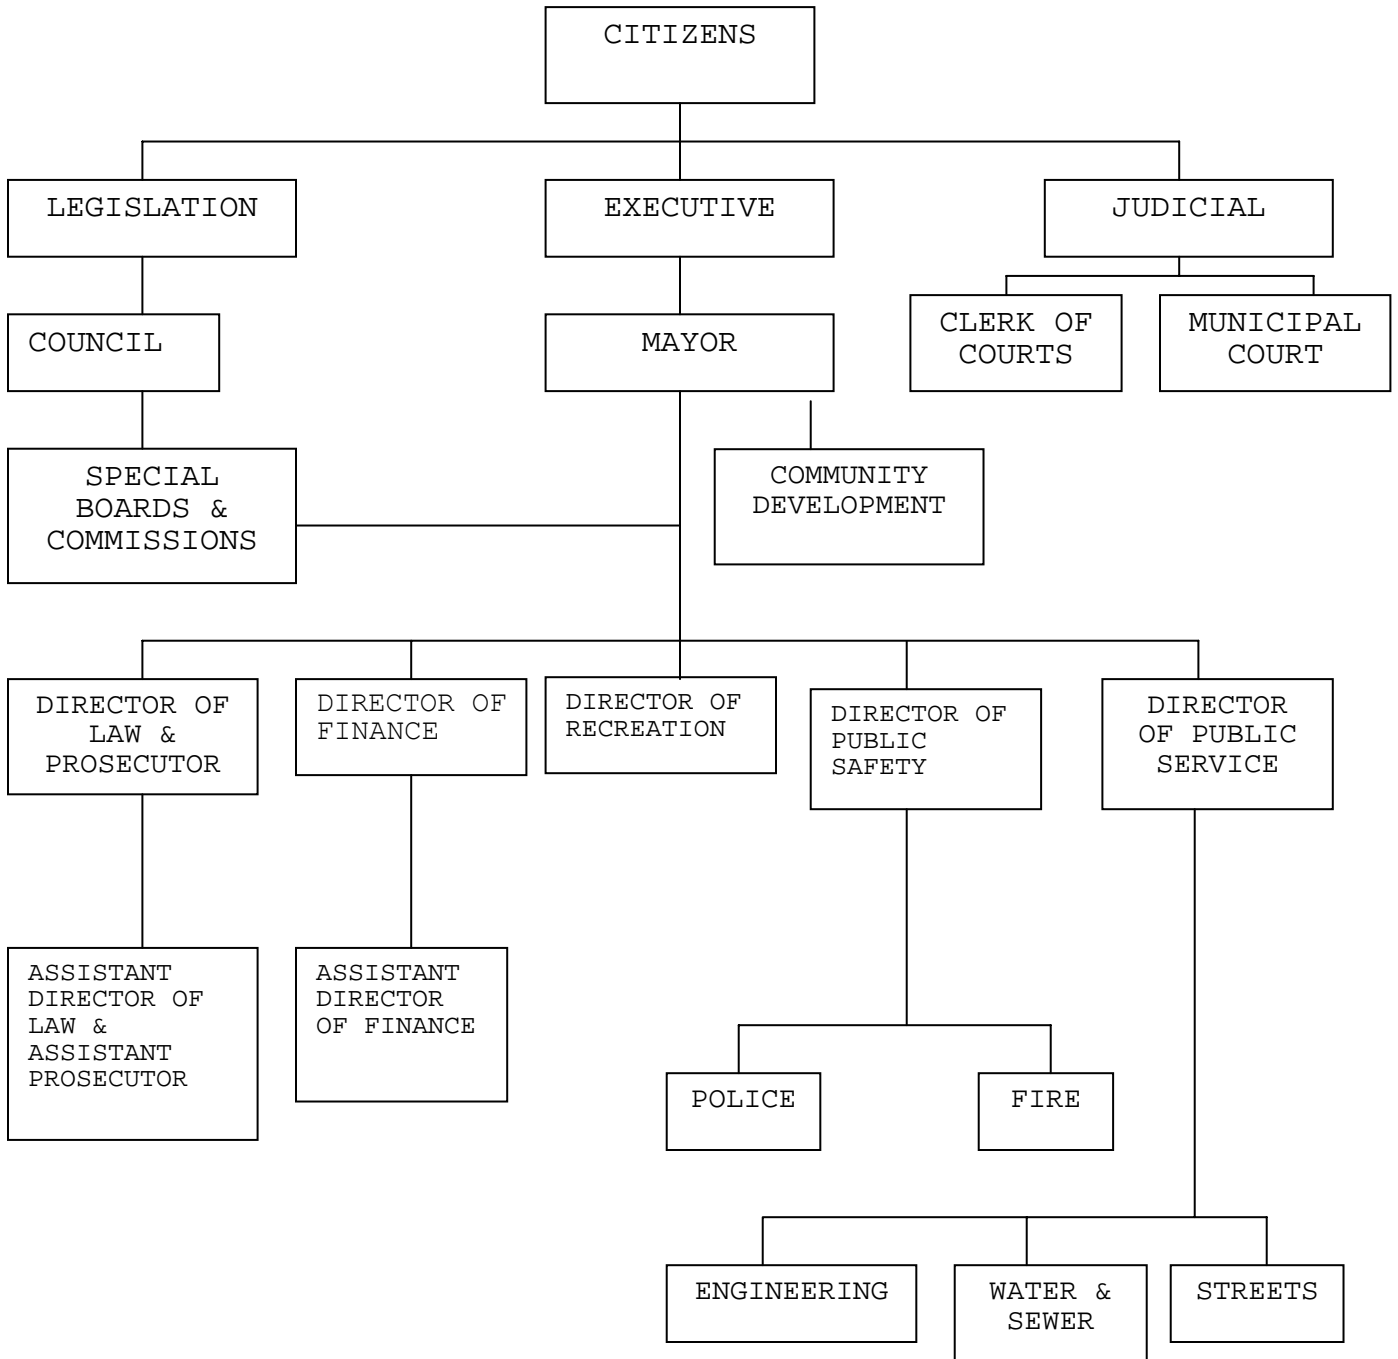 CITIZENS
LEGISLATION
EXECUTIVE
JUDICIAL
COUNCIL
MAYOR
CLERK OF
COURTS
MUNICIPAL
COURT
SPECIAL
BOARDS &
COMMISSIONS
COMMUNITY
DEVELOPMENT
DIRECTOR OF
LAW &
PROSECUTOR
DIRECTOR OF
FINANCE
DIRECTOR OF
RECREATION
DIRECTOR OF
PUBLIC
SAFETY
DIRECTOR
OF PUBLIC
SERVICE
ASSISTANT
DIRECTOR OF
LAW &
ASSISTANT
PROSECUTOR
ASSISTANT
DIRECTOR
OF FINANCE
POLICE
FIRE
ENGINEERING
WATER &
SEWER
STREETS